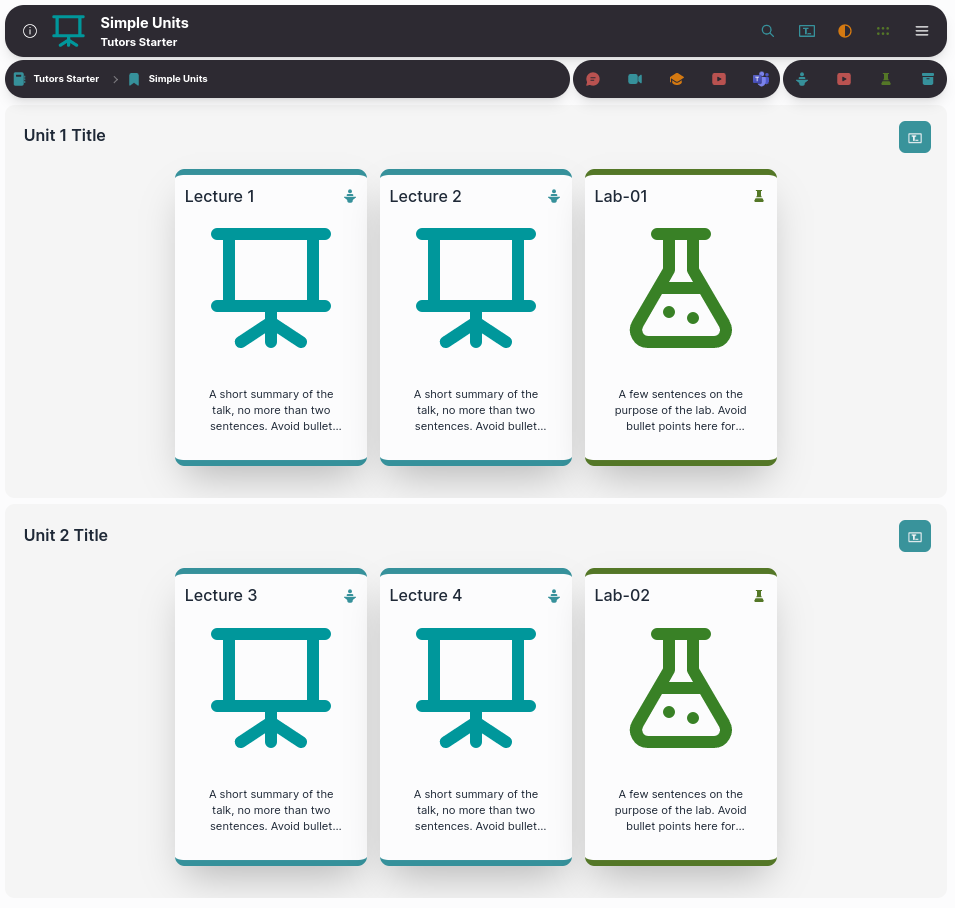 Simple Units
Tutors Starter
Tutors Starter
Simple Units
Unit 1 Title
Lecture 1
A short summary of the
talk, no more than two
sentences. Avoid bullet...
Lecture 2
A short summary of the
talk, no more than two
sentences. Avoid bullet...
Lab-01
A few sentences on the
purpose of the lab. Avoid
bullet points here for...
Unit 2 Title
Lecture 3
A short summary of the
talk, no more than two
sentences. Avoid bullet...
Lecture 4
A short summary of the
talk, no more than two
sentences. Avoid bullet...
Lab-02
A few sentences on the
purpose of the lab. Avoid
bullet points here for...